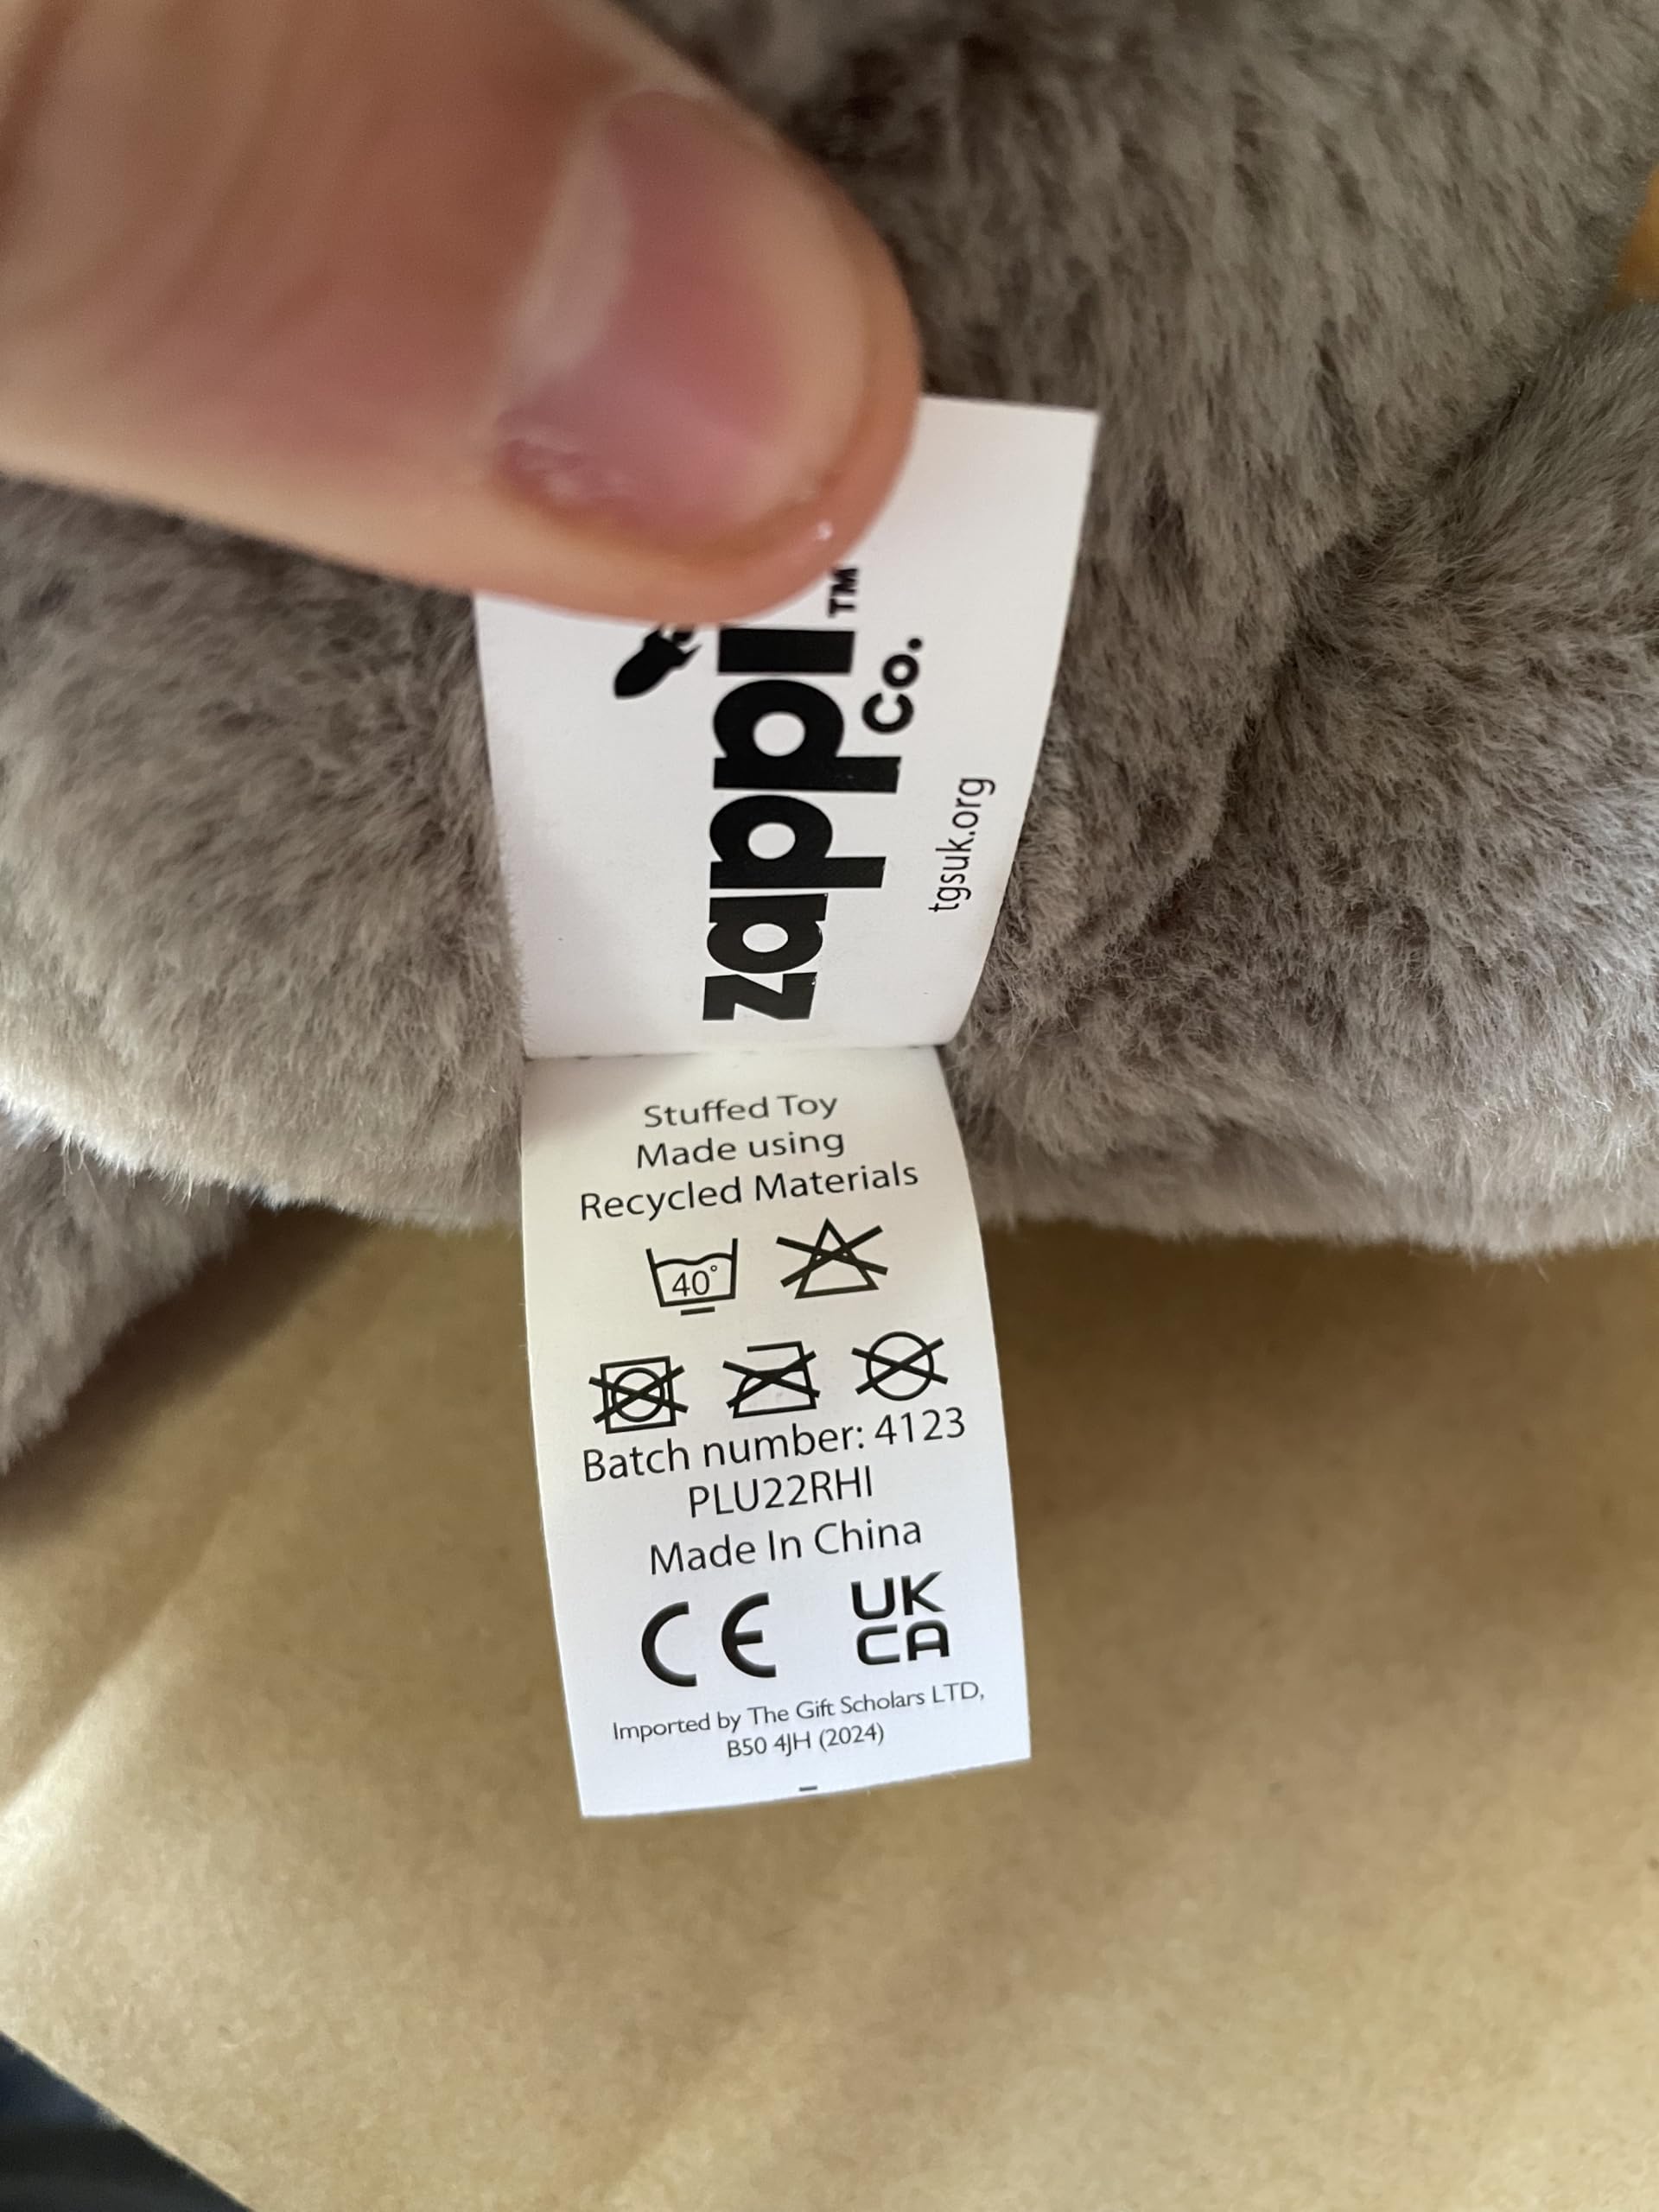 zappi™
Co.
tgsuk.org
Stuffed Toy
Made using
Recycled Materials
40°
Batch number: 4123
PLU22RHI
Made In China
CE
UK
CA
Imported by The Gift Scholars LTD,
B50 4JH (2024)